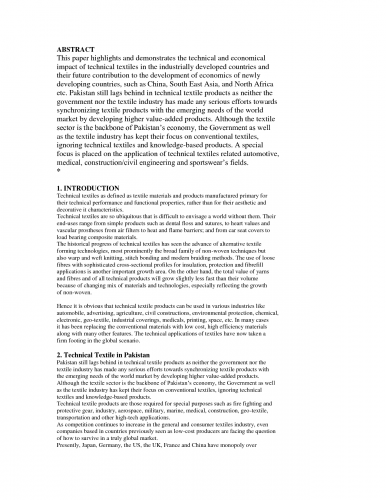 ABSTRACT
This paper highlights and demonstrates the technical and economical
impact of technical textiles in the industrially developed countries and
their future contribution to the development of economics of newly
developing countries, such as China, South East Asia, and North Africa
etc. Pakistan still lags behind in technical textile products as neither the
government nor the textile industry has made any serious efforts towards
synchronizing textile products with the emerging needs of the world
market by developing higher value-added products. Although the textile
sector is the backbone of Pakistan's economy, the Government as well
as the textile industry has kept their focus on conventional textiles,
ignoring technical textiles and knowledge-based products. A special
focus is placed on the application of technical textiles related automotive,
medical, construction/civil engineering and sportswear's fields.
*
1. INTRODUCTION
Technical textiles as defined as textile materials and products manufactured primary for
their technical performance and functional properties, rather than for their aesthetic and
decorative it characteristics.
Technical textiles are so ubiquitous that is difficult to envisage a world without them. Their
end-uses range from simple products such as dental floss and sutures, to heart values and
vascular prostheses from air filters to heat and flame barriers; and from car seat covers to
load bearing composite materials.
The historical progress of technical textiles has seen the advance of alternative textile
forming technologies, most prominently the broad family of non-woven techniques but
also warp and weft knitting, stitch bonding and modern braiding methods. The use of loose
fibres with sophisticated cross-sectional profiles for insulation, protection and fibrefill
applications is another important growth area. On the other hand, the total value of yarns
and fibres and of all technical products will grow slightly less fast than their volume
because of changing mix of materials and technologies, especially reflecting the growth
of non-woven.
Hence it is obvious that technical textile products can be used in various industries like
automobile, advertising, agriculture, civil constructions, environmental protection, chemical,
electronic, geo-textile, industrial coverings, medicals, printing, space, etc. In many cases
it has been replacing the conventional materials with low cost, high efficiency materials
along with many other features. The technical applications of textiles have now taken a
firm footing in the global scenario.
2. Technical Textile in Pakistan
Pakistan still lags behind in technical textile products as neither the government nor the
textile industry has made any serious efforts towards synchronizing textile products with
the emerging needs of the world market by developing higher value-added products.
Although the textile sector is the backbone of Pakistan's economy, the Government as well
as the textile industry has kept their focus on conventional textiles, ignoring technical
textiles and knowledge-based products.
Technical textile products are those required for special purposes such as fire fighting and
protective gear, industry, aerospace, military, marine, medical, construction, geo-textile,
transportation and other high-tech applications.
As competition continues to increase in the general and consumer textiles industry, even
companies based in countries previously seen as low-cost producers are facing the question
of how to survive in a truly global market.
Presently, Japan, Germany, the US, the UK, France and China have monopoly over